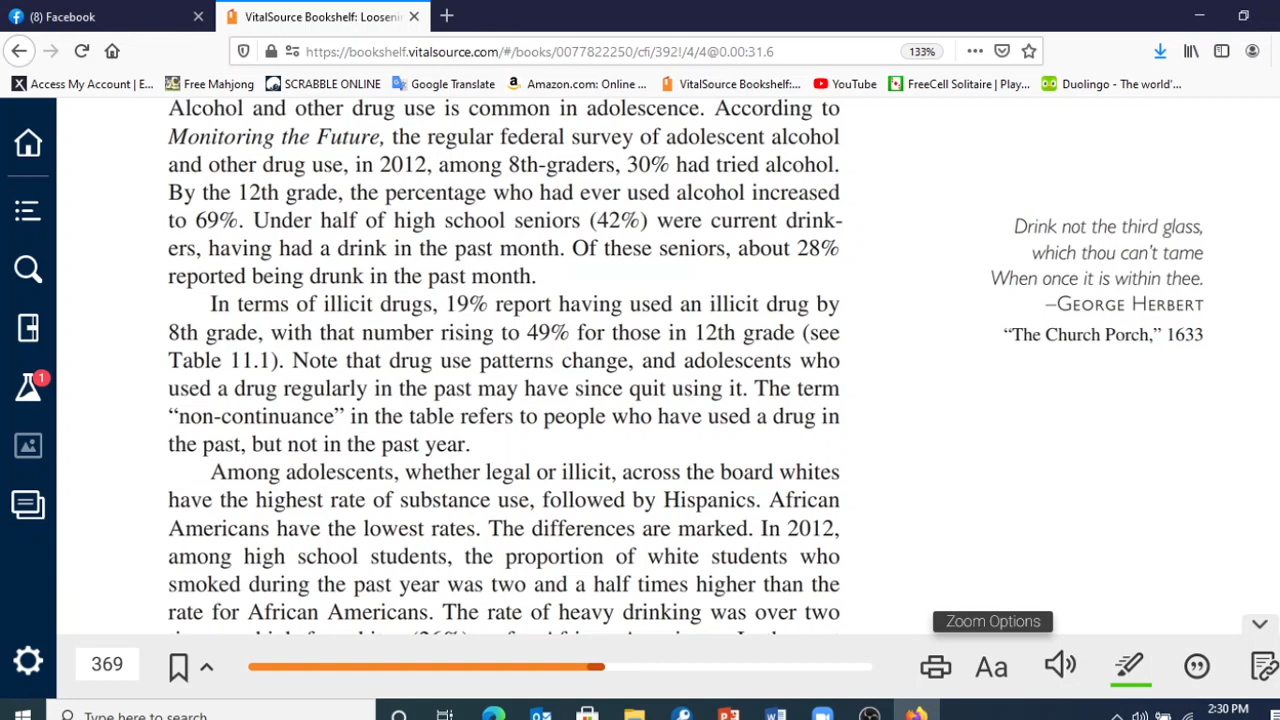 (8) Facebook
VitalSource Bookshelf: Loosenin
https://bookshelf.vitalsource.com/#/books/0077822250/cfi/392!/4/4@0.00:31.6
133%
Access My Account | E...
Free Mahjong
SCRABBLE ONLINE
Google Translate
Amazon.com: Online ...
VitalSource Bookshelf:...
YouTube
FreeCell Solitaire | Play...
Duolingo - The world'...
Alcohol and other drug use is common in adolescence. According to
Monitoring the Future, the regular federal survey of adolescent alcohol
and other drug use, in 2012, among 8th-graders, 30% had tried alcohol.
By the 12th grade, the percentage who had ever used alcohol increased
to 69%. Under half of high school seniors (42%) were current drink-
ers, having had a drink in the past month. Of these seniors, about 28%
reported being drunk in the past month.
In terms of illicit drugs, 19% report having used an illicit drug by
8th grade, with that number rising to 49% for those in 12th grade (see
Table 11.1). Note that drug use patterns change, and adolescents who
used a drug regularly in the past may have since quit using it. The term
“non-continuance” in the table refers to people who have used a drug in
the past, but not in the past year.
Among adolescents, whether legal or illicit, across the board whites
have the highest rate of substance use, followed by Hispanics. African
Americans have the lowest rates. The differences are marked. In 2012,
among high school students, the proportion of white students who
smoked during the past year was two and a half times higher than the
rate for African Americans. The rate of heavy drinking was over two
Drink not the third glass,
which thou can't tame
When once it is within thee.
–GEORGE HERBERT
“The Church Porch,” 1633
1
Zoom Options
369
Aa
Type here to search
2:30 PM